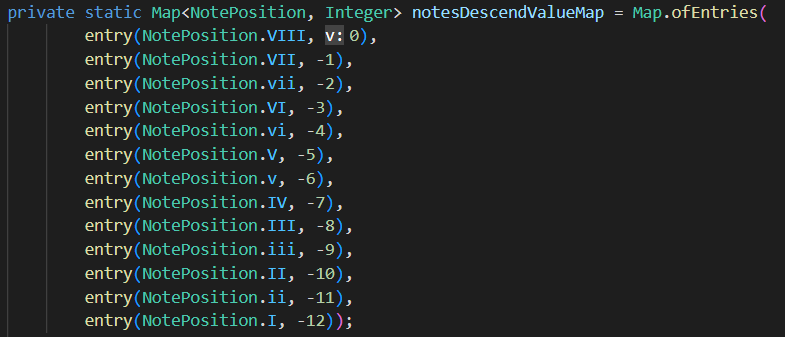 private static Map<NotePosition, Integer> notesDescendValueMap = Map.ofEntries(
entry(NotePosition.VIII, v: 0),
entry(NotePosition.VII, -1),
entry(NotePosition.vii, -2),
entry(NotePosition.VI, -3),
entry(NotePosition.vi, -4),
entry(NotePosition.V, -5),
entry(NotePosition.v, -6),
entry(NotePosition.IV, -7),
entry(NotePosition.III, -8),
entry(NotePosition.iii, -9),
entry(NotePosition.II, -10),
entry(NotePosition.ii, -11),
entry(NotePosition.I, -12));